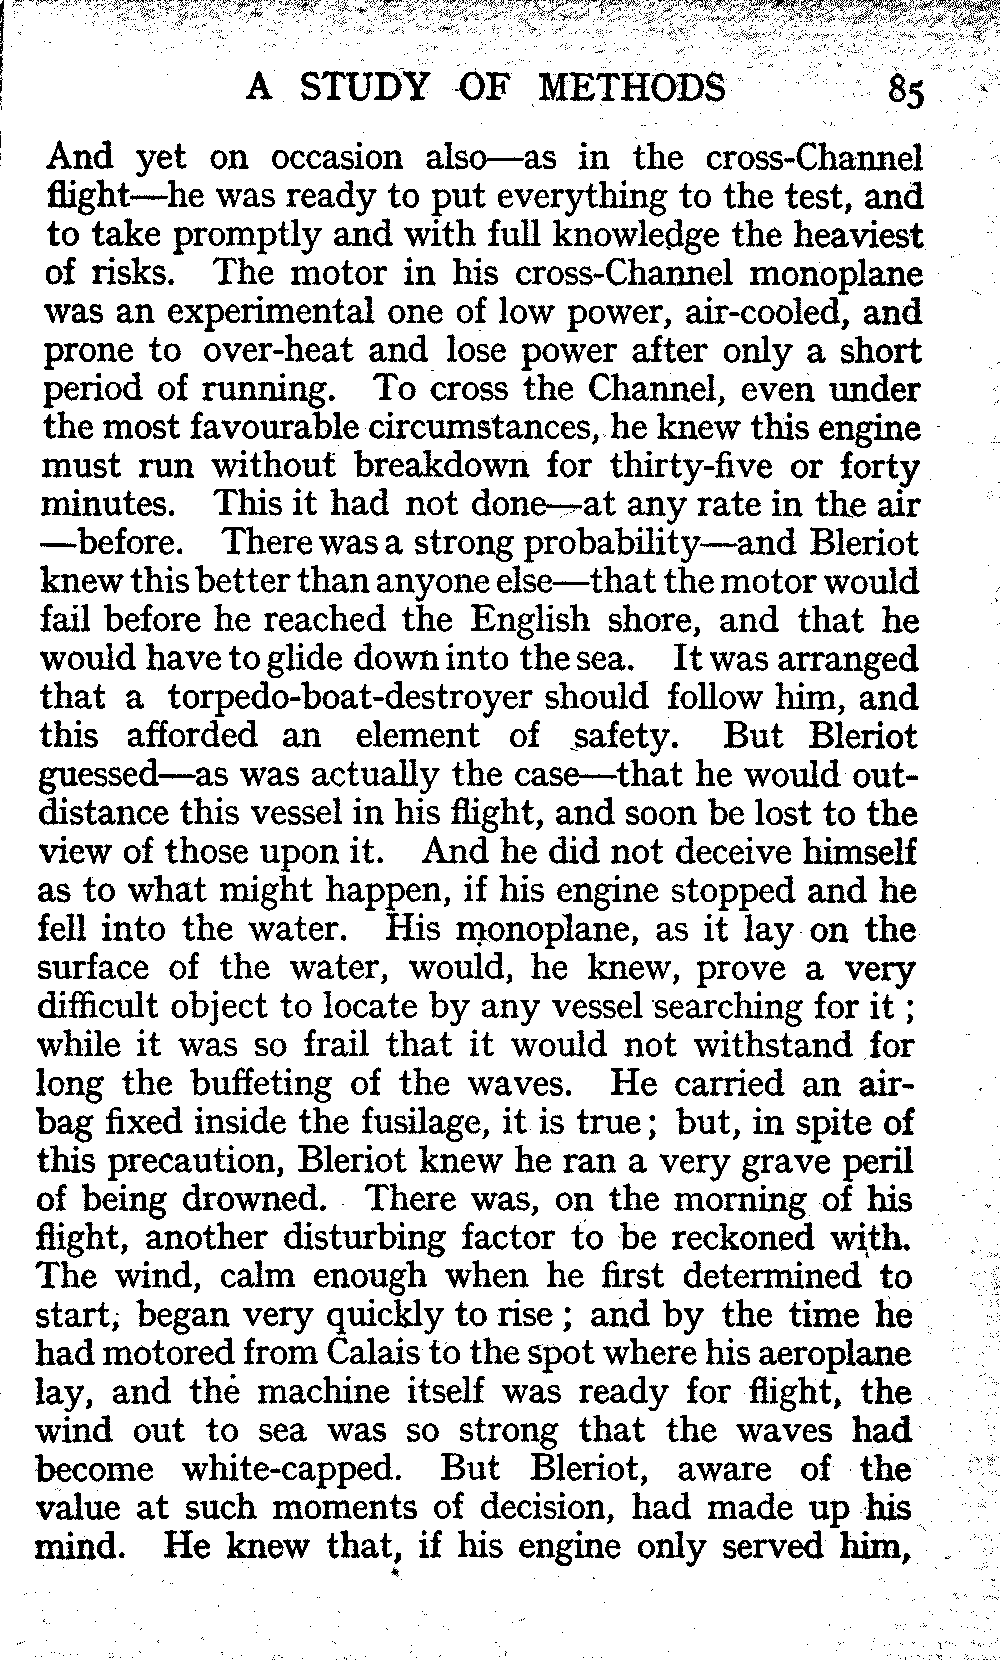 A STUDY OF METHODS 85
And yet on occasion also—as in the cross-Channel
flight—he was ready to put everything to the test, and
to take promptly and with full knowledge the heaviest
of risks. The motor in his cross-Channel monoplane
was an experimental one of low power, air-cooled, and
prone to over-heat and lose power after only a short
period of running. To cross the Channel, even under
the most favourable circumstances, he knew this engine
must run without breakdown for thirty-five or forty
minutes. This it had not done—at any rate in the air
—before. There was a strong probability—and Bleriot
knew this better than anyone else—that the motor would
fail before he reached the English shore, and that he
would have to glide down into the sea. It was arranged
that a torpedo-boat-destroyer should follow him, and
this afforded an element of safety. But Bleriot
guessed—as was actually the case—that he would out-
distance this vessel in his flight, and soon be lost to the
view of those upon it. And he did not deceive himself
as to what might happen, if his engine stopped and he
fell into the water. His monoplane, as it lay on the
surface of the water, would, he knew, prove a very
difficult object to locate by any vessel searching for it ;
while it was so frail that it would not withstand for
long the buffeting of the waves. He carried an air-
bag fixed inside the fusilage, it is true ; but, in spite of
this precaution, Bleriot knew he ran a very grave peril
of being drowned. There was, on the morning of his
flight, another disturbing factor to be reckoned with.
The wind, calm enough when he first determined to
start, began very quickly to rise ; and by the time he
had motored from Calais to the spot where his aeroplane
lay, and the machine itself was ready for flight, the
wind out to sea was so strong that the waves had
become white-capped. But Bleriot, aware of the
value at such moments of decision, had made up his
mind. He knew that, if his engine only served him,